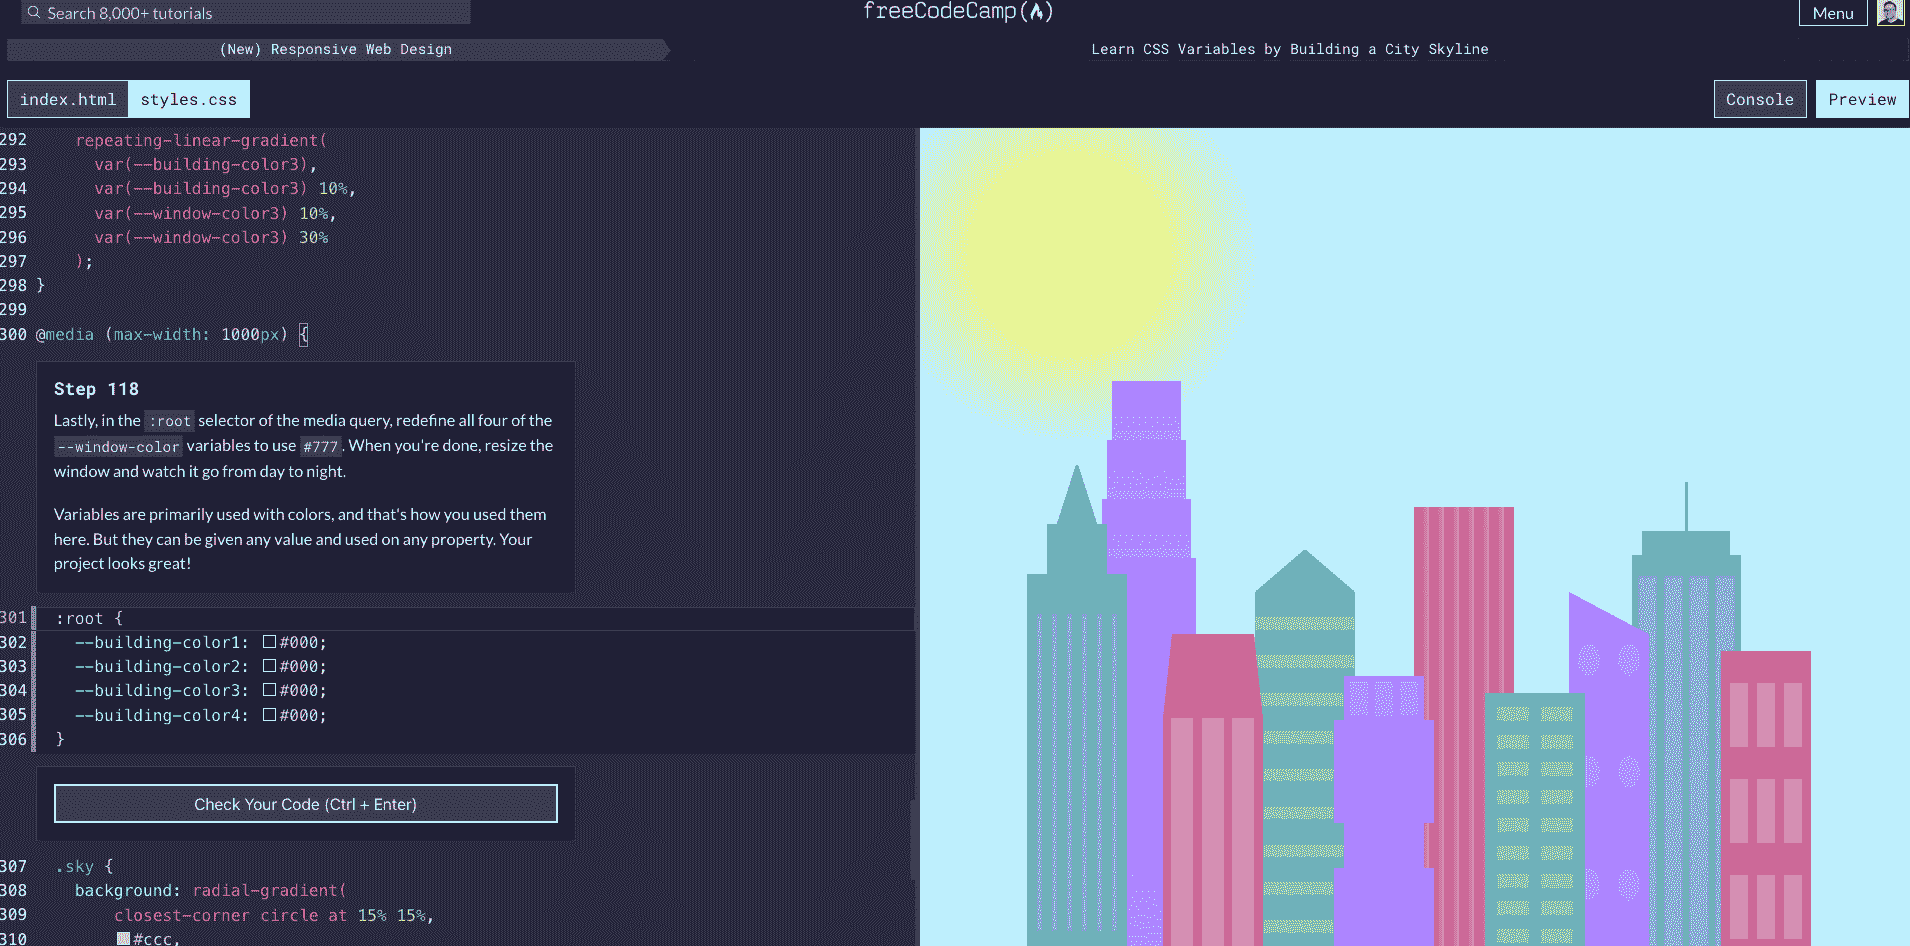 Search 8,000+ tutorials
freeCodeCamp
Menu
(New) Responsive Web Design
Learn CSS Variables by Building a City Skyline
index.html
styles.css
Console
Preview
292 repeating-linear-gradient(
293 var(--building-color3),
294 var(--building-color3) 10%,
295 var(--window-color3) 10%,
296 var(--window-color3) 30%
297 );
298 }
299
300 @media (max-width: 1000px) {
Step 118
Lastly, in the :root selector of the media query, redefine all four of the
--window-color variables to use #777. When you're done, resize the
window and watch it go from day to night.
Variables are primarily used with colors, and that's how you used them
here. But they can be given any value and used on any property. Your
project looks great!
301 :root {
302 --building-color1: #000;
303 --building-color2: #000;
304 --building-color3: #000;
305 --building-color4: #000;
306 }
Check Your Code (Ctrl + Enter)
307 .sky {
308 background: radial-gradient(
309 closest-corner circle at 15% 15%,
310 #ccc,